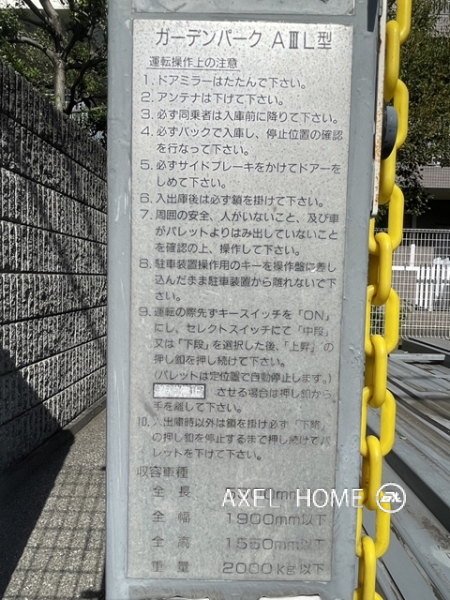 ガーデンパーク AⅢL型
運転操作上の注意
1. ドアミラーはたたんで下さい。
2. アンテナは下げて下さい。
3. 必ず同乗者は入庫前に降りて下さい。
4. 必ずバックで入庫し、停止位置の確認
を行なって下さい。
5. 必ずサイドブレーキをかけてドアーを
しめて下さい。
6. 入出庫後は必ず鎖を掛けて下さい。
7. 周囲の安全、人がいないこと、及び車
がパレットよりはみ出していないこと
を確認の上、操作して下さい。
8. 駐車装置操作用のキーを操作盤に差し
込んだまま駐車装置から離れないで下
さい。
9. 運転の際先ずキースイッチを「ON」
にし、セレクトスイッチにて「中段」
又は「下段」を選択した後、「上昇」の
押し釦を押し続けて下さい。
(パレットは定位置で自動停止します。)
させる場合は押し釦から
手を離して下さい。
10. 入出庫時以外は鎖を掛け必ず「下降」
の押し釦を停止するまで押し続けてパ
レットを下げて下さい。
収容車種
全長
全幅 1900mm以下
全高 1550mm以下
重量 2000kg以下
AXEL HOME